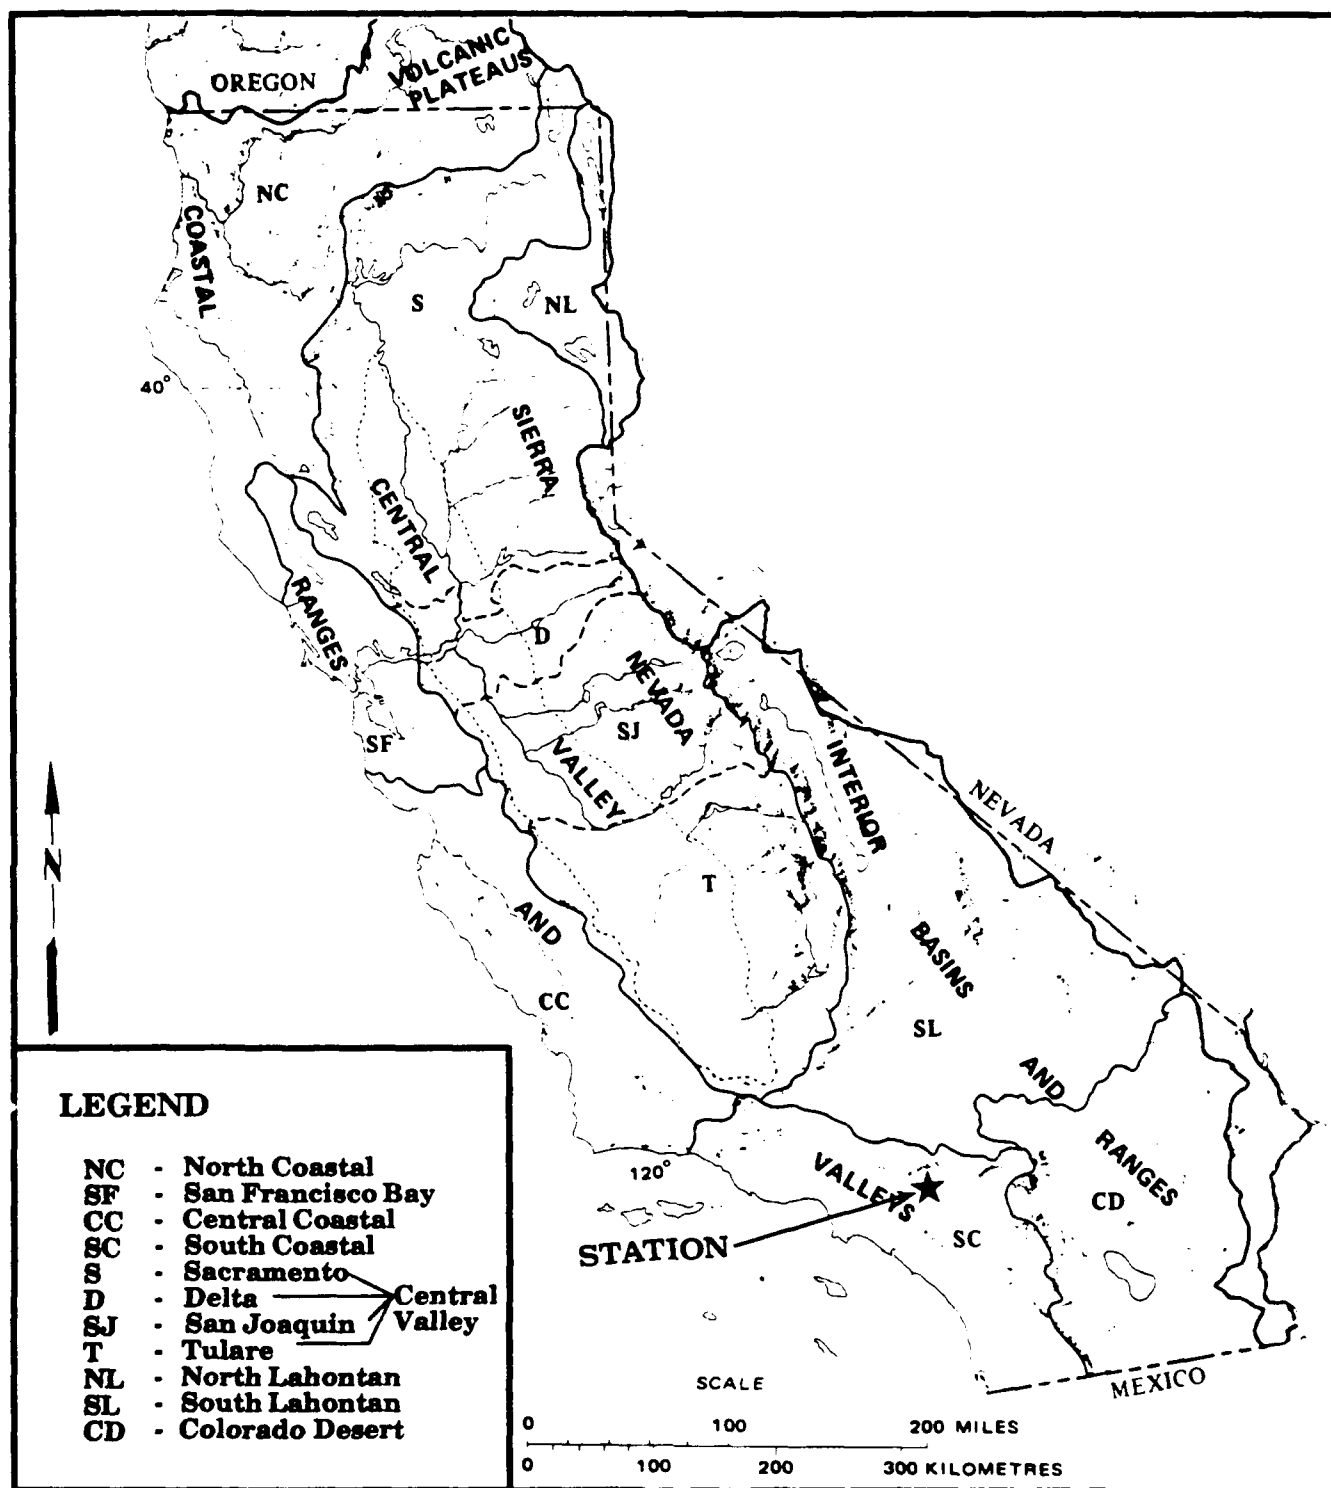 VOLCANIC
PLATEAUS
OREGON
NC
COASTAL
S
NL
40°
SIERRA
CENTRAL
RANGES
D
NEVADA
SJ
SF
VALLEY
INTERIOR
NEVADA
N
T
AND
BASINS
CC
SL
AND
RANGES
CD
120°
VALLEYS
STATION
SC
MEXICO
LEGEND
NC - North Coastal
SF - San Francisco Bay
CC - Central Coastal
SC - South Coastal
S - Sacramento
D - Delta
SJ - San Joaquin
T - Tulare
Central
Valley
NL - North Lahontan
SL - South Lahontan
CD - Colorado Desert
SCALE
0 100 200 MILES
0 100 200 300 KILOMETRES